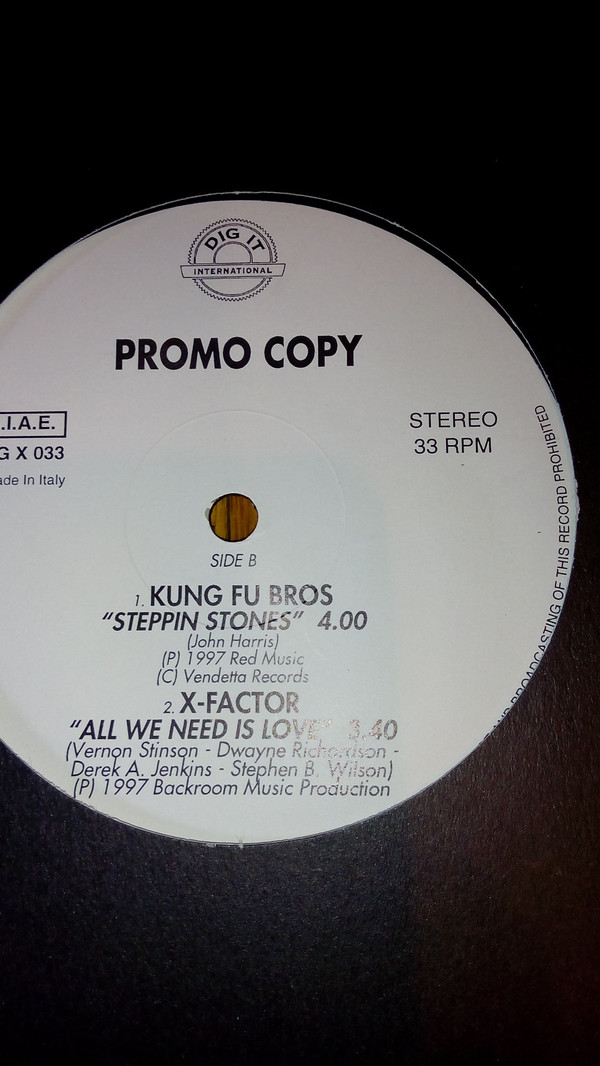 DIG IT
INTERNATIONAL
PROMO COPY
.I.A.E.
G X 033
ade In Italy
STEREO
33 RPM
BROADCASTING OF THIS RECORD PROHIBITED
SIDE B
1. KUNG FU BROS
"STEPPIN STONES" 4.00
(John Harris)
(P) 1997 Red Music
(C) Vendetta Records
2. X-FACTOR
"ALL WE NEED IS LOVE" 3.40
(Vernon Stinson - Dwayne Richardson -
Derek A. Jenkins - Stephen B. Wilson)
(P) 1997 Backroom Music Production